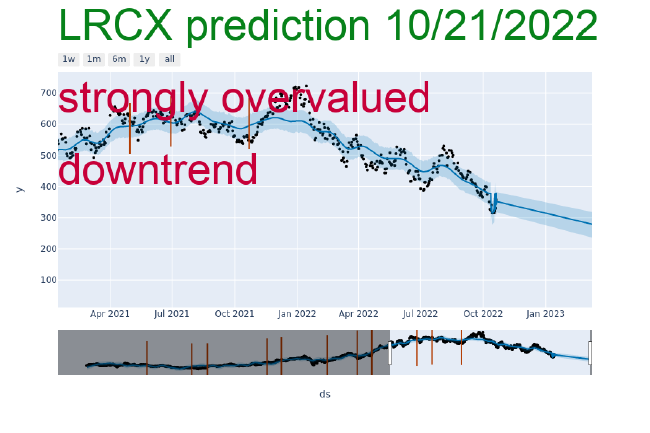 LRCX prediction 10/21/2022
1w 1m 6m 1y all
700
strongly overvalued
600
500
downtrend
400
y
300
200
100
Apr 2021 Jul 2021 Oct 2021 Jan 2022 Apr 2022 Jul 2022 Oct 2022 Jan 2023
ds